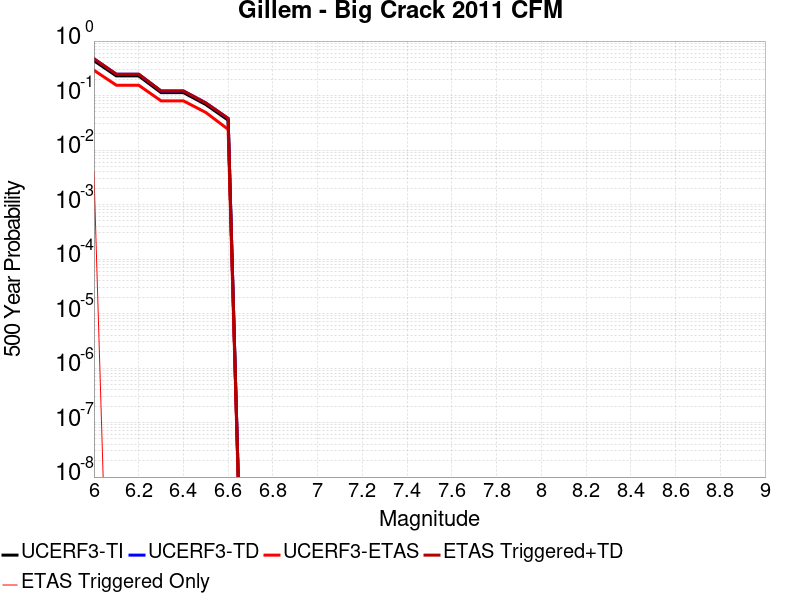 Gillem - Big Crack 2011 CFM
10^0
10^-1
10^-2
10^-3
10^-4
10^-5
10^-6
10^-7
10^-8
500 Year Probability
6 6.2 6.4 6.6 6.8 7 7.2 7.4 7.6 7.8 8 8.2 8.4 8.6 8.8 9
Magnitude
UCERF3-TI UCERF3-TD UCERF3-ETAS ETAS Triggered+TD
ETAS Triggered Only